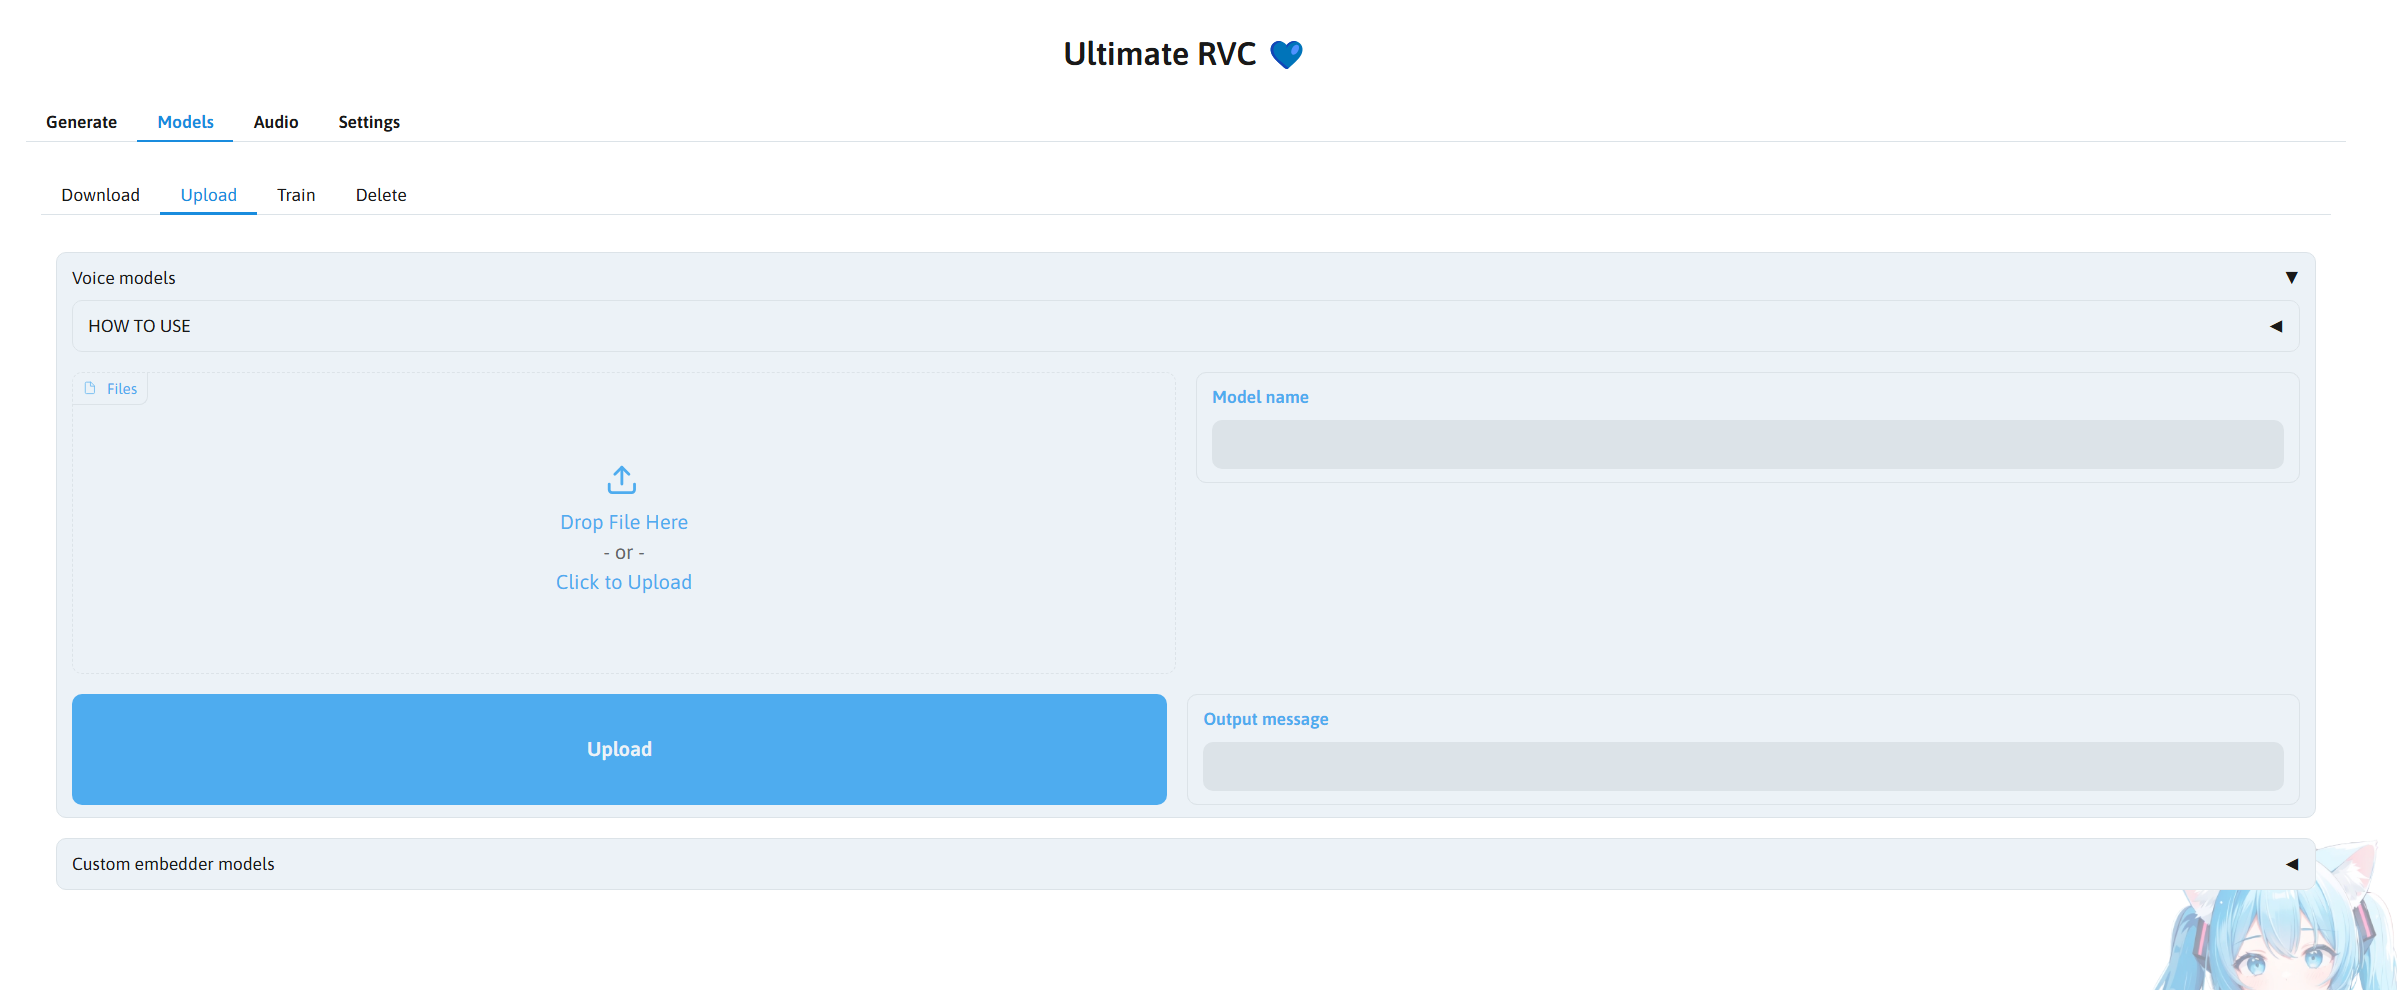 Ultimate RVC 💙
Generate Models Audio Settings
Download Upload Train Delete
Voice models
HOW TO USE
Files
Model name
Drop File Here
- or -
Click to Upload
Upload
Output message
Custom embedder models